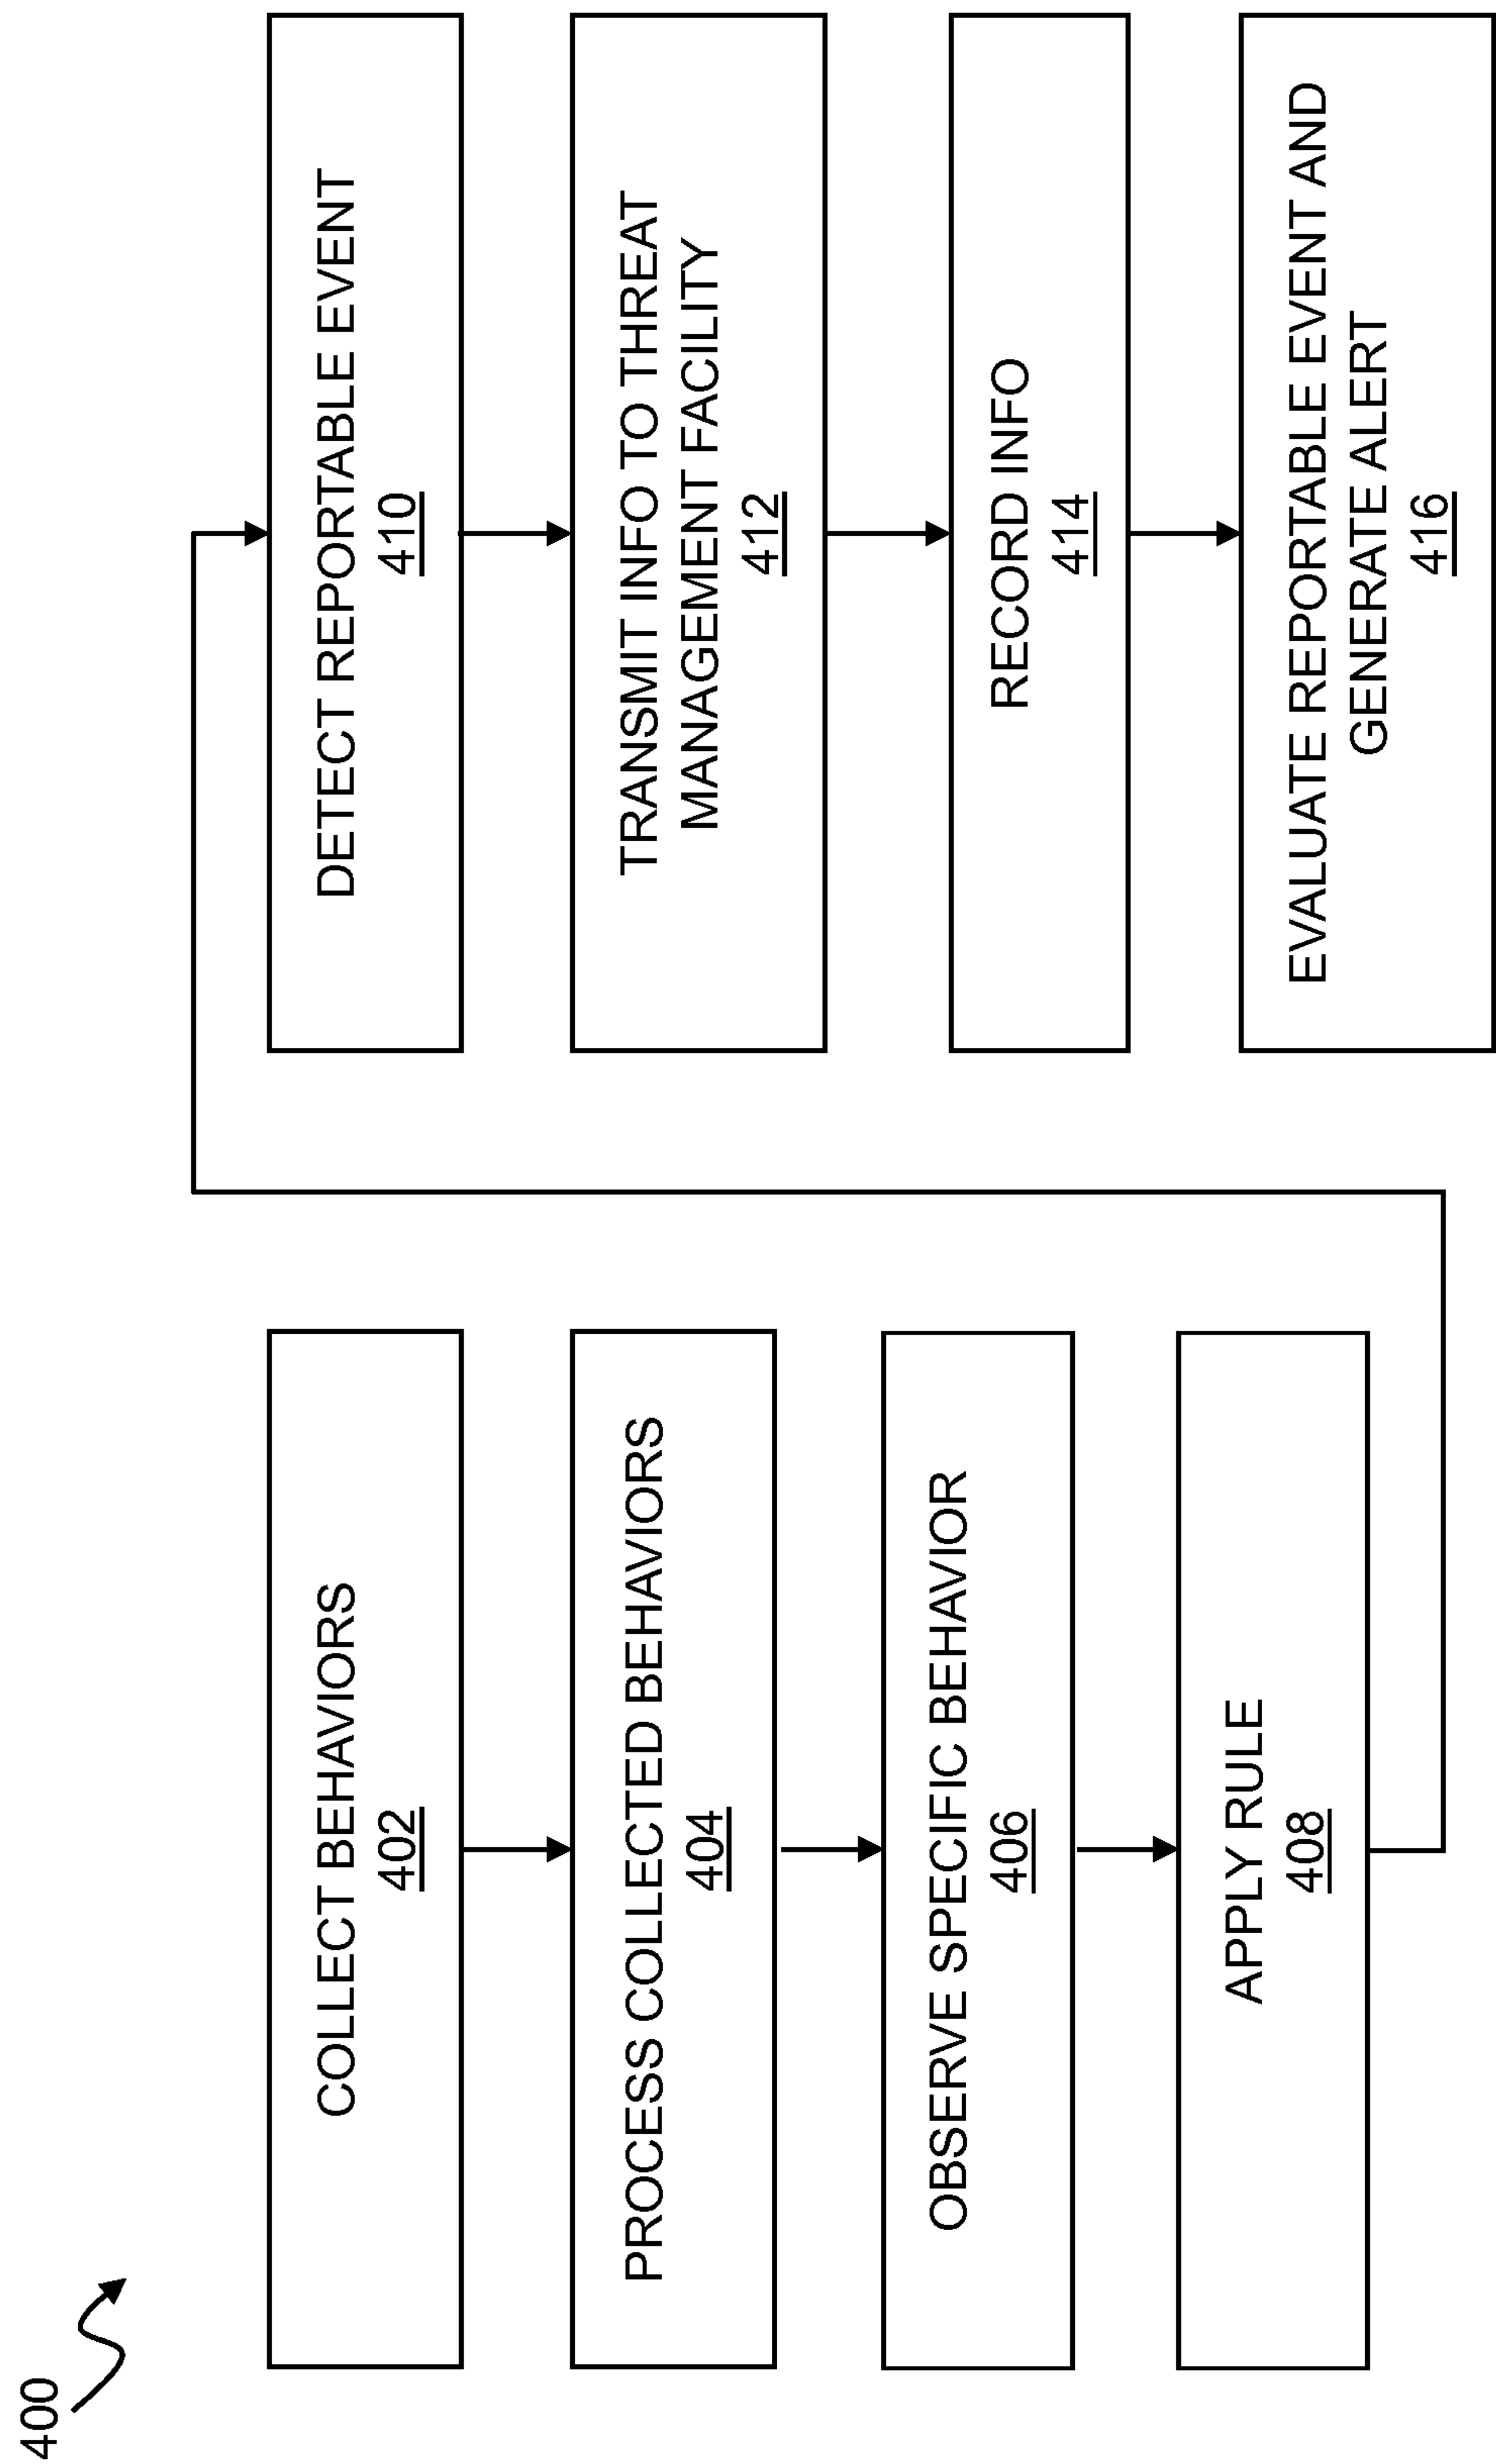 400
COLLECT BEHAVIORS
402
PROCESS COLLECTED BEHAVIORS
404
OBSERVE SPECIFIC BEHAVIOR
406
APPLY RULE
408
DETECT REPORTABLE EVENT
410
TRANSMIT INFO TO THREAT
MANAGEMENT FACILITY
412
RECORD INFO
414
EVALUATE REPORTABLE EVENT AND
GENERATE ALERT
416